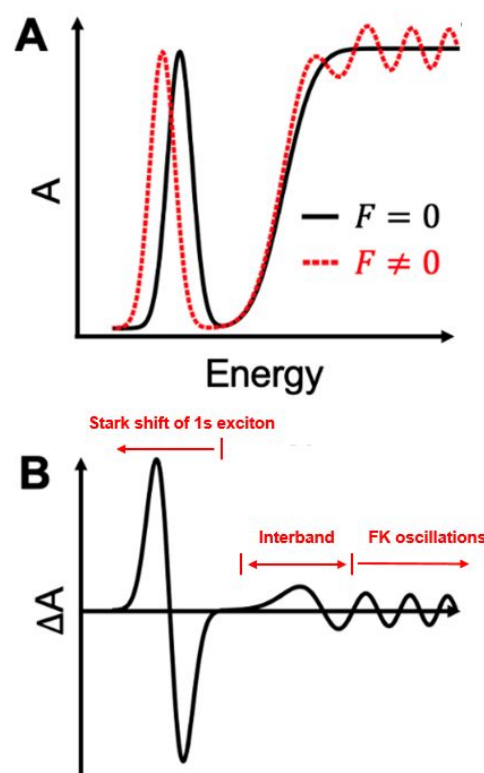 A
A
F = 0
F ≠ 0
Energy
Stark shift of 1s exciton
B
Interband
FK oscillations
ΔA